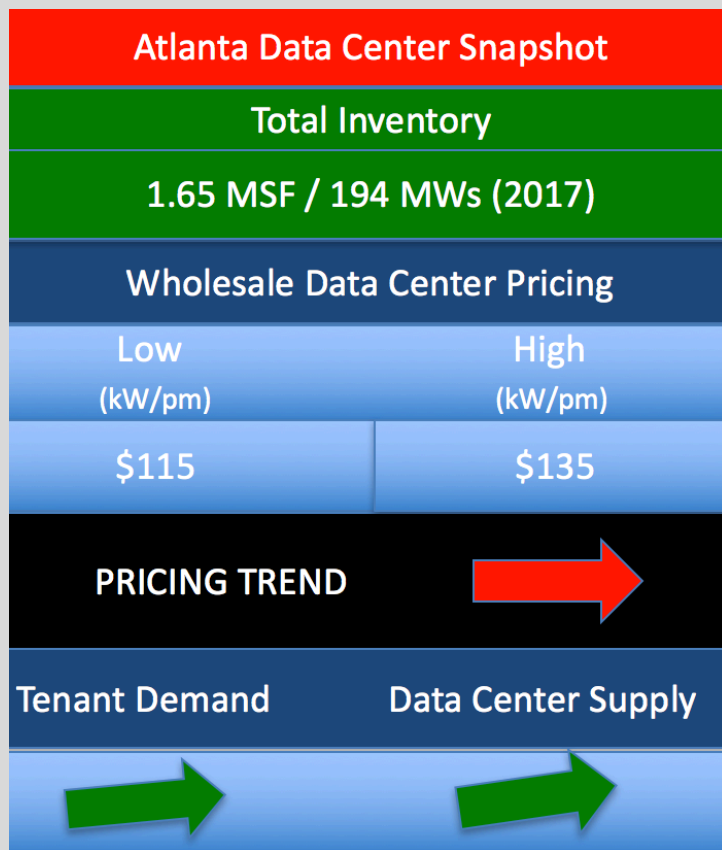 Atlanta Data Center Snapshot
Total Inventory
1.65 MSF / 194 MWs (2017)
Wholesale Data Center Pricing
Low High
(kW/pm) (kW/pm)
$115 $135
PRICING TREND
Tenant Demand Data Center Supply